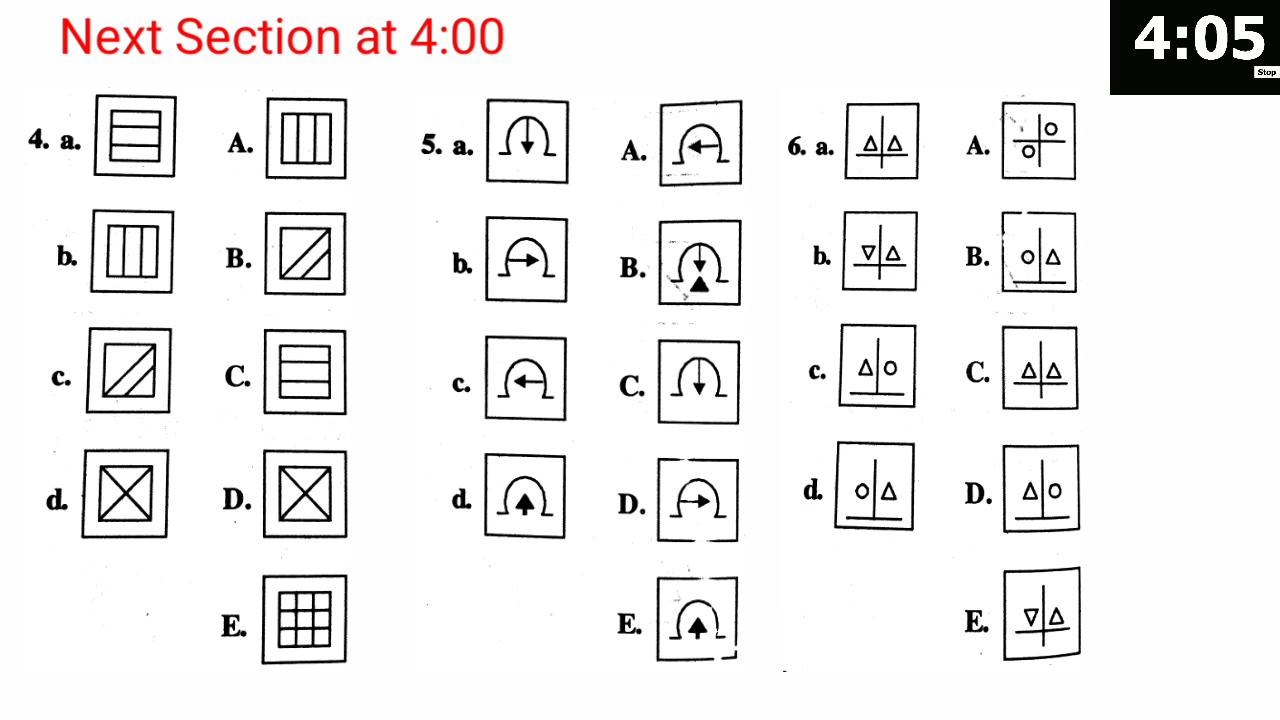 Next Section at 4:00
4:05
Stop
4. a. A. 5. a. A. 6. a. A.
b. B. b. B. b. B.
c. C. c. C. c. C.
d. D. d. D. d. D.
E. E. E.